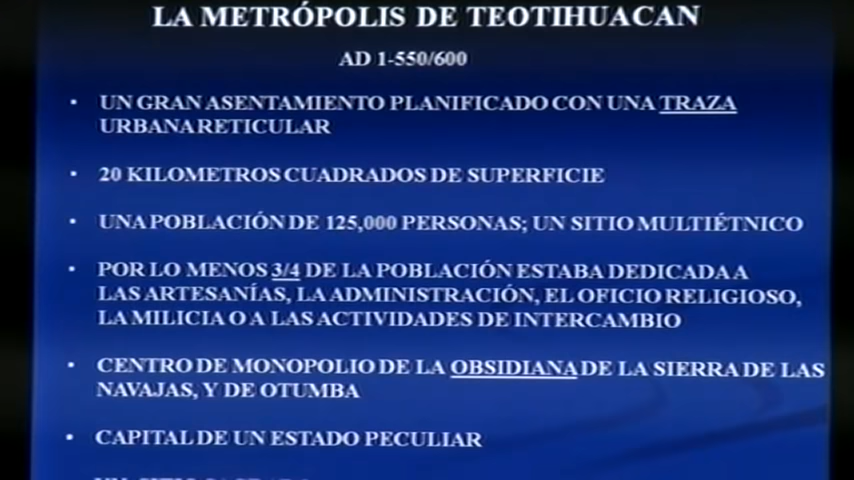 LA METRÓPOLIS DE TEOTIHUACAN
AD 1-550/600
• UN GRAN ASENTAMIENTO PLANIFICADO CON UNA TRAZA
URBANA RETICULAR
• 20 KILOMETROS CUADRADOS DE SUPERFICIE
• UNA POBLACIÓN DE 125,000 PERSONAS; UN SITIO MULTIÉTNICO
• POR LO MENOS 3/4 DE LA POBLACIÓN ESTABA DEDICADA A
LAS ARTESANÍAS, LA ADMINISTRACIÓN, EL OFICIO RELIGIOSO,
LA MILICIA O A LAS ACTIVIDADES DE INTERCAMBIO
• CENTRO DE MONOPOLIO DE LA OBSIDIANA DE LA SIERRA DE LAS
NAVAJAS, Y DE OTUMBA
• CAPITAL DE UN ESTADO PECULIAR